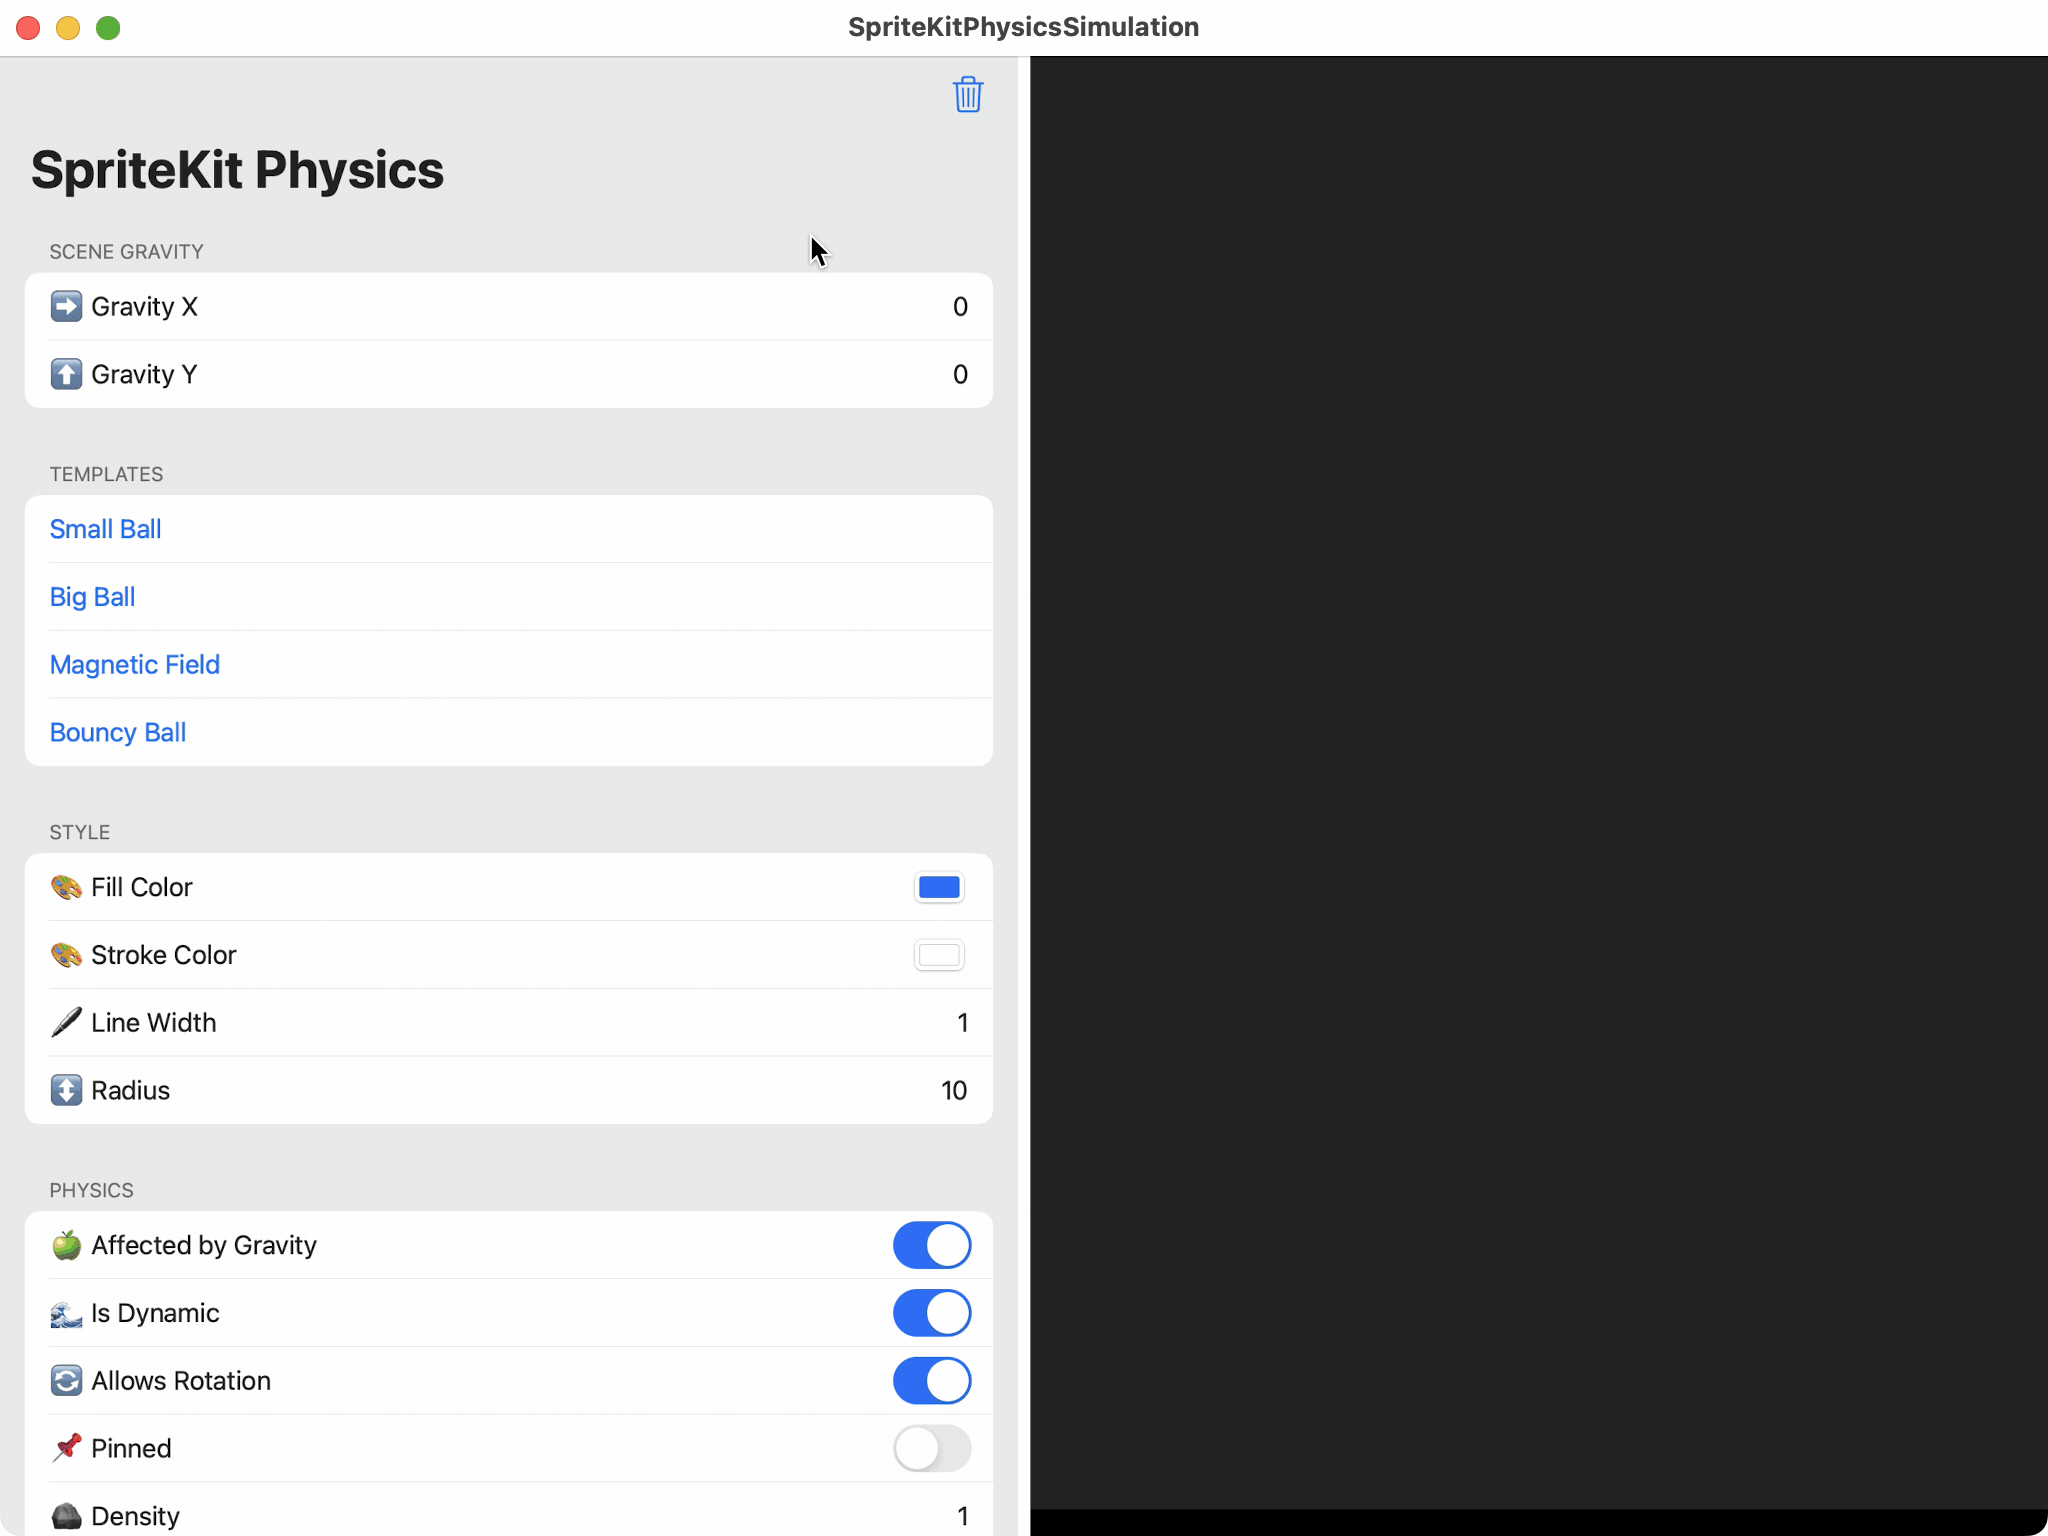 SpriteKitPhysicsSimulation
SpriteKit Physics
SCENE GRAVITY
Gravity X 0
Gravity Y 0
TEMPLATES
Small Ball
Big Ball
Magnetic Field
Bouncy Ball
STYLE
Fill Color
Stroke Color
Line Width 1
Radius 10
PHYSICS
Affected by Gravity
Is Dynamic
Allows Rotation
Pinned
Density 1